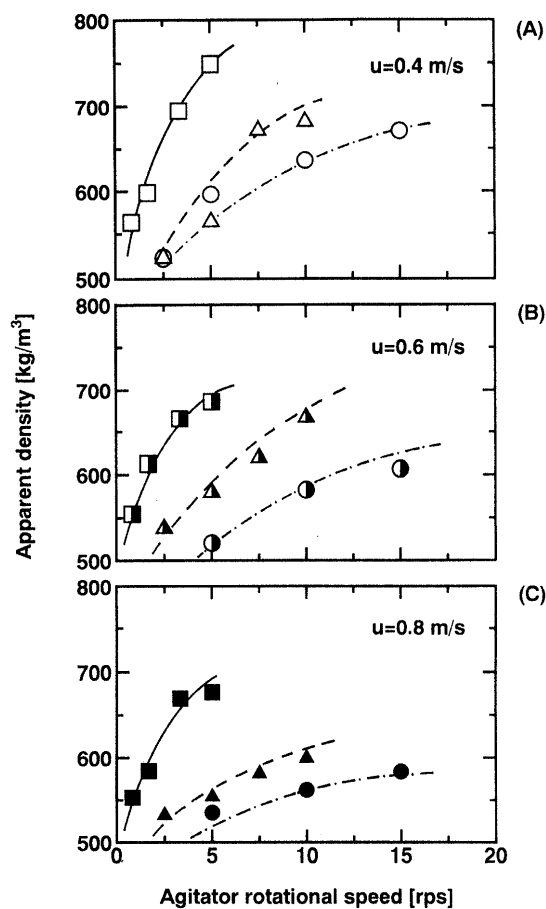 (A)
800
u=0.4 m/s
700
600
500
(B)
800
u=0.6 m/s
700
600
500
Apparent density [kg/m³]
(C)
800
u=0.8 m/s
700
600
500
0 5 10 15 20
Agitator rotational speed [rps]